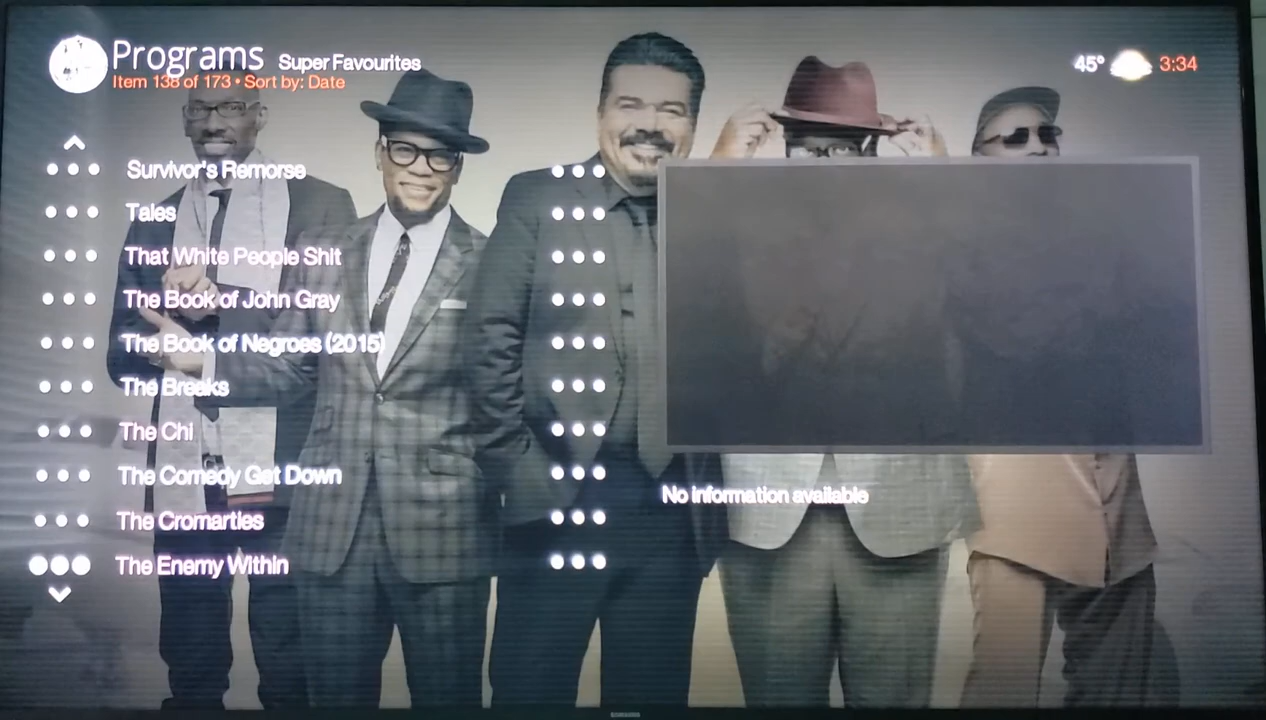 Programs Super Favourites
Item 138 of 173 • Sort by: Date
45° 3:34
Survivor's Remorse
Tales
That White People Shit
The Book of John Gray
The Book of Negroes (2015)
The Breaks
The Chi
The Comedy Get Down
The Cromarties
The Enemy Within
No information available